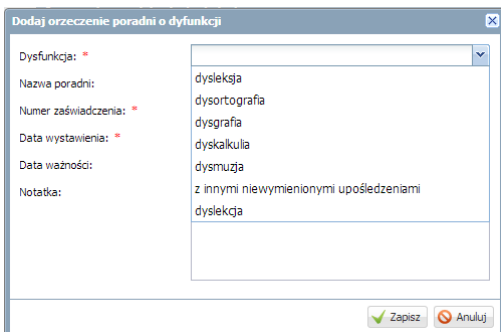 Dodaj orzeczenie poradni o dyfunkcji
Dysfunkcja: *
Nazwa poradni:
Numer zaświadczenia: *
Data wystawienia: *
Data ważności:
Notatka:
dysleksja
dysortografia
dysgrafia
dyskalkulia
dysmuzja
z innymi niewymienionymi upośledzeniami
dyslekcja
Zapisz
Anuluj